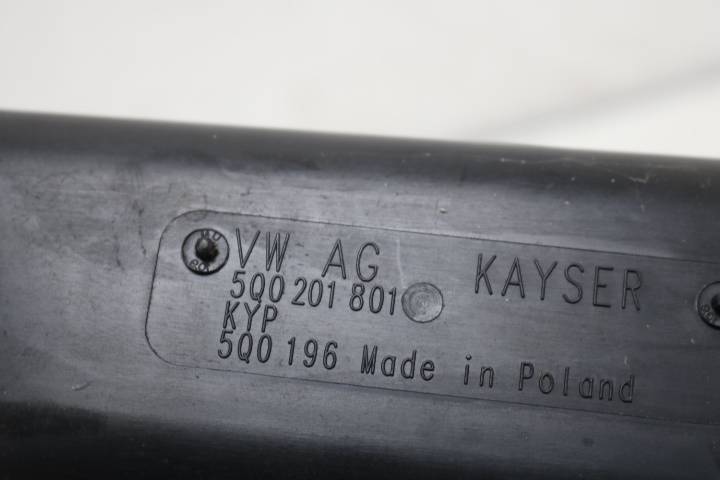 VW AG KAYSER
5Q0 201 801
KYP
5Q0 196 Made in Poland